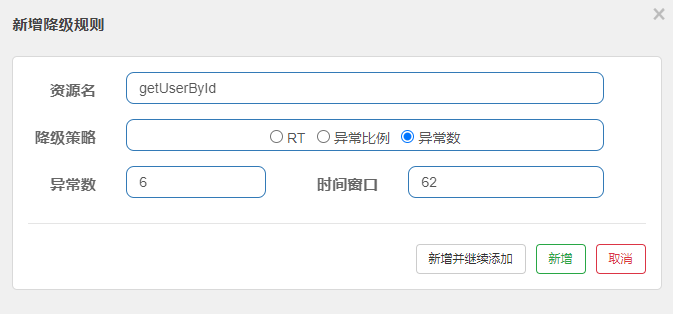 新增降级规则
×
资源名 getUserById
降级策略 RT 异常比例 异常数
异常数 6 时间窗口 62
新增并继续添加 新增 取消